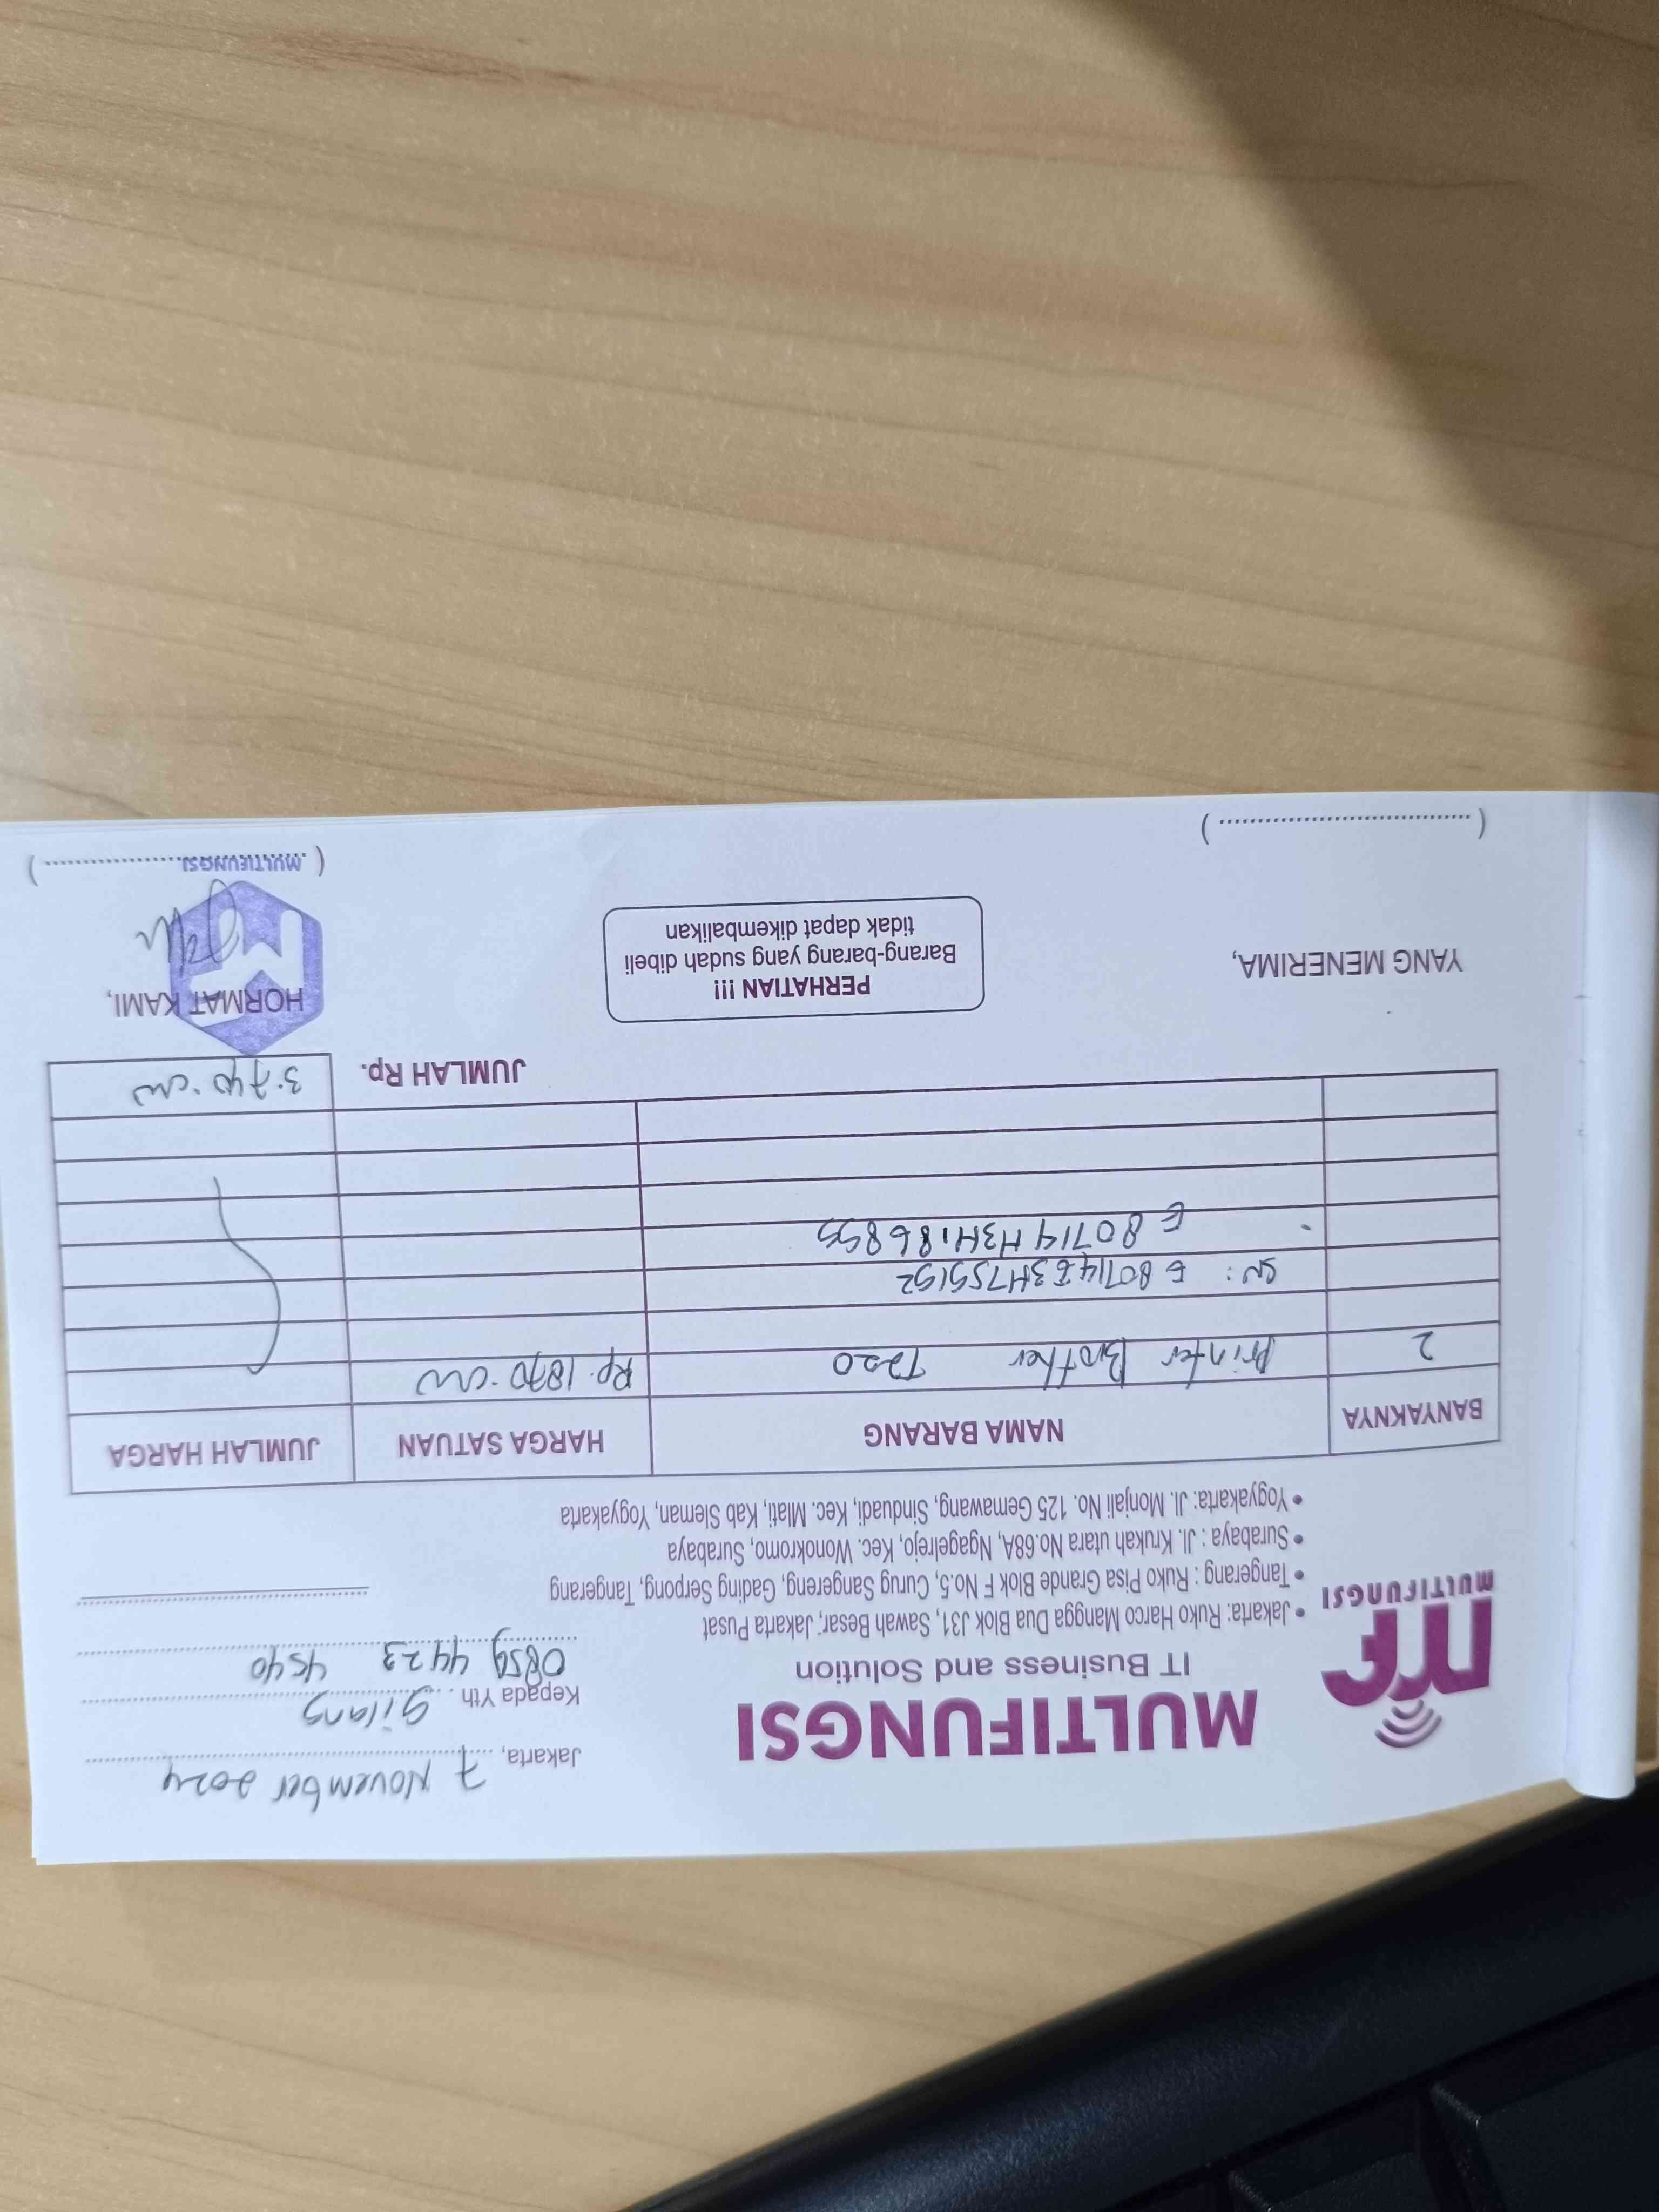 MULTIFUNGSI
MULTIFUNGSI
IT Business and Solution
• Jakarta: Ruko Harco Mangga Dua Blok J31, Sawah Besar, Jakarta Pusat
• Tangerang : Ruko Pisa Grande Blok F No.5, Curug Sangereng, Gading Serpong, Tangerang
• Surabaya : Jl. Krukah utara No.68A, Ngagelrejo, Kec. Wonokromo, Surabaya
• Yogyakarta: Jl. Monjali No. 125 Gemawang, Sinduadi, Kec. Mlati, Kab Sleman, Yogyakarta
Jakarta, 7 November 2024
Kepada Yth Gilang
0859 4423 4540
BANYAKNYA NAMA BARANG HARGA SATUAN JUMLAH HARGA
2 Printer Brother T220 Rp. 1870.000
SN: E80714E3H755152
E80714H3H186855
JUMLAH Rp. 3.740.000
YANG MENERIMA,
PERHATIAN !!!
Barang-barang yang sudah dibeli
tidak dapat dikembalikan
HORMAT KAMI,
MULTIFUNGSI